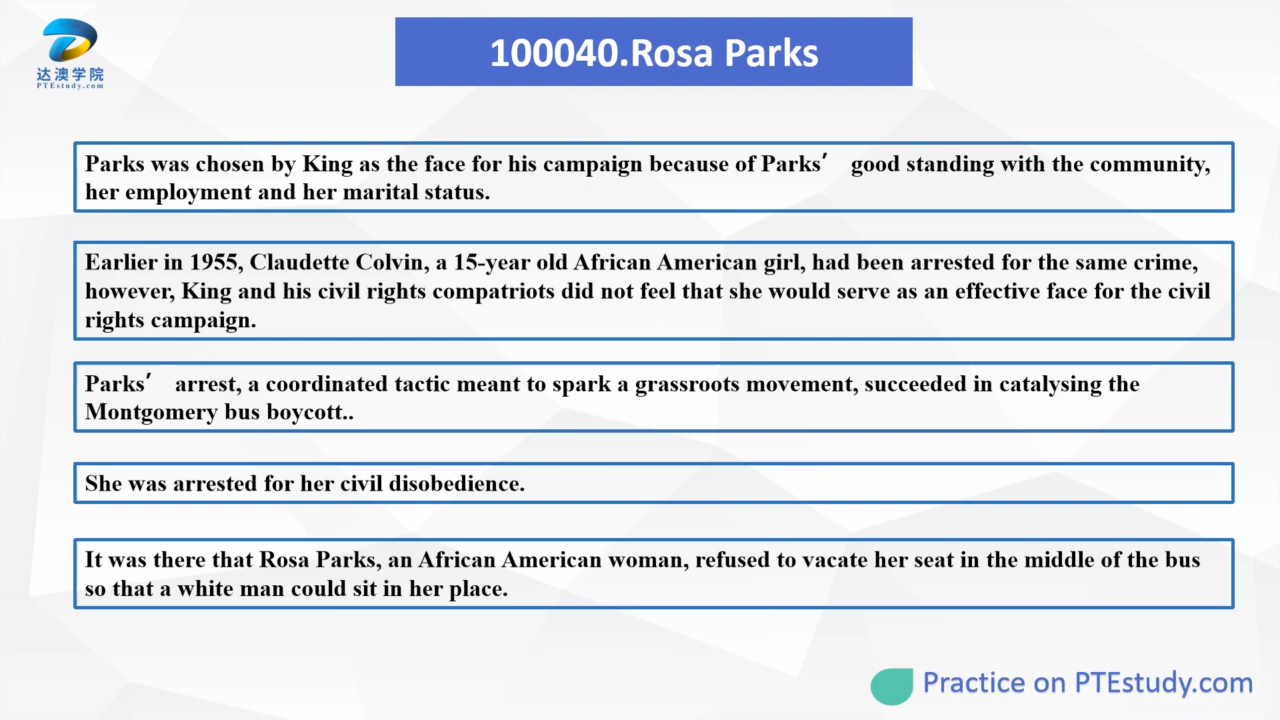 达澳学院
PTEstudy.com
100040.Rosa Parks
Parks was chosen by King as the face for his campaign because of Parks’ good standing with the community,
her employment and her marital status.
Earlier in 1955, Claudette Colvin, a 15-year old African American girl, had been arrested for the same crime,
however, King and his civil rights compatriots did not feel that she would serve as an effective face for the civil
rights campaign.
Parks’ arrest, a coordinated tactic meant to spark a grassroots movement, succeeded in catalysing the
Montgomery bus boycott..
She was arrested for her civil disobedience.
It was there that Rosa Parks, an African American woman, refused to vacate her seat in the middle of the bus
so that a white man could sit in her place.
Practice on PTEstudy.com